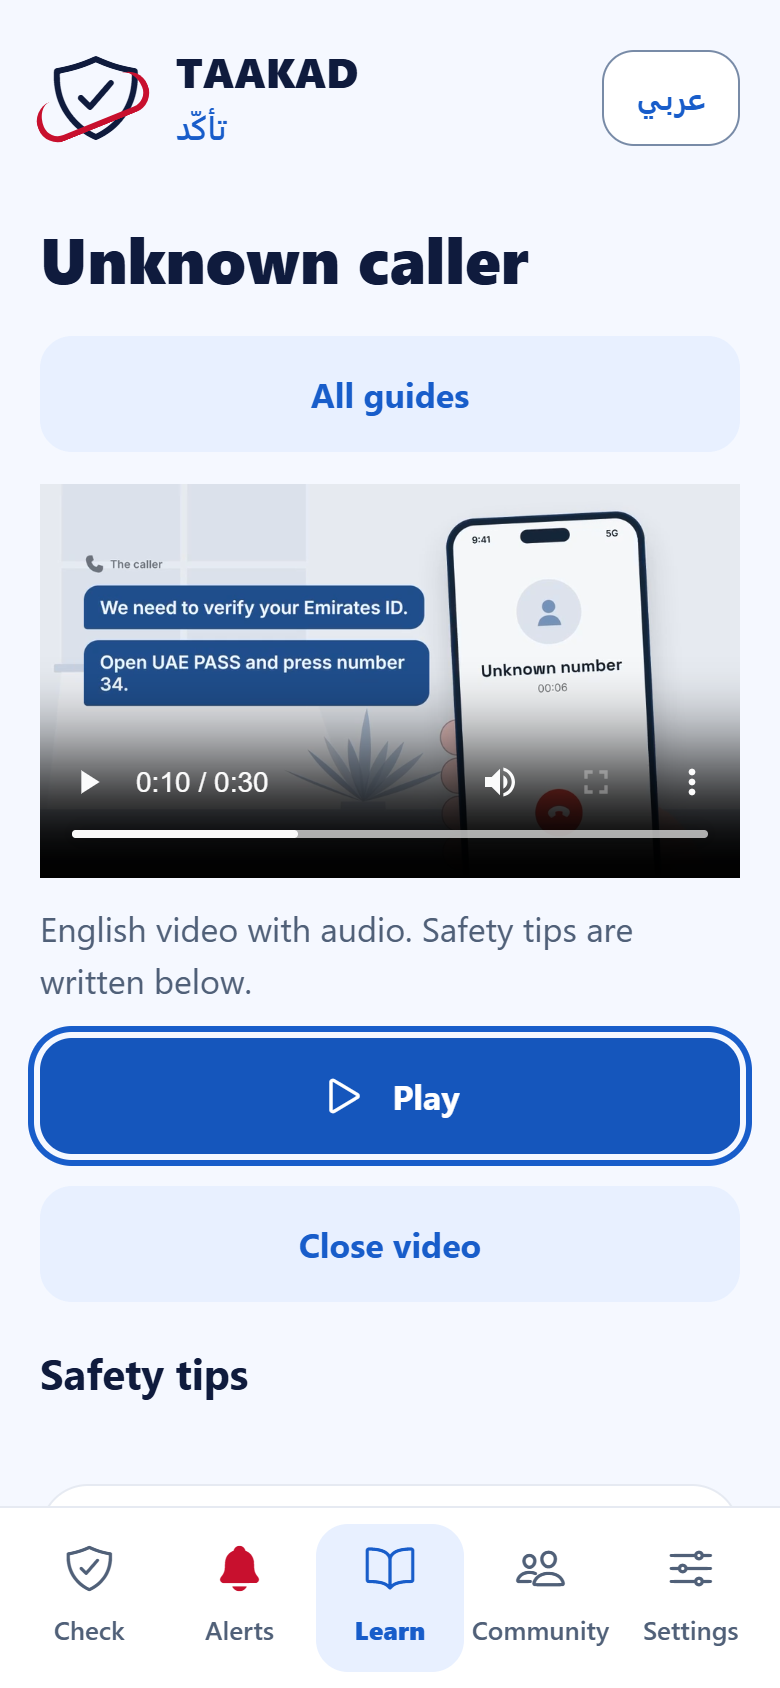 TAAKAD
تأكّد
عربي
Unknown caller
All guides
The caller
We need to verify your Emirates ID.
Open UAE PASS and press number
34.
9:41
5G
Unknown number
00:06
0:10 / 0:30
English video with audio. Safety tips are
written below.
Play
Close video
Safety tips
Check
Alerts
Learn
Community
Settings